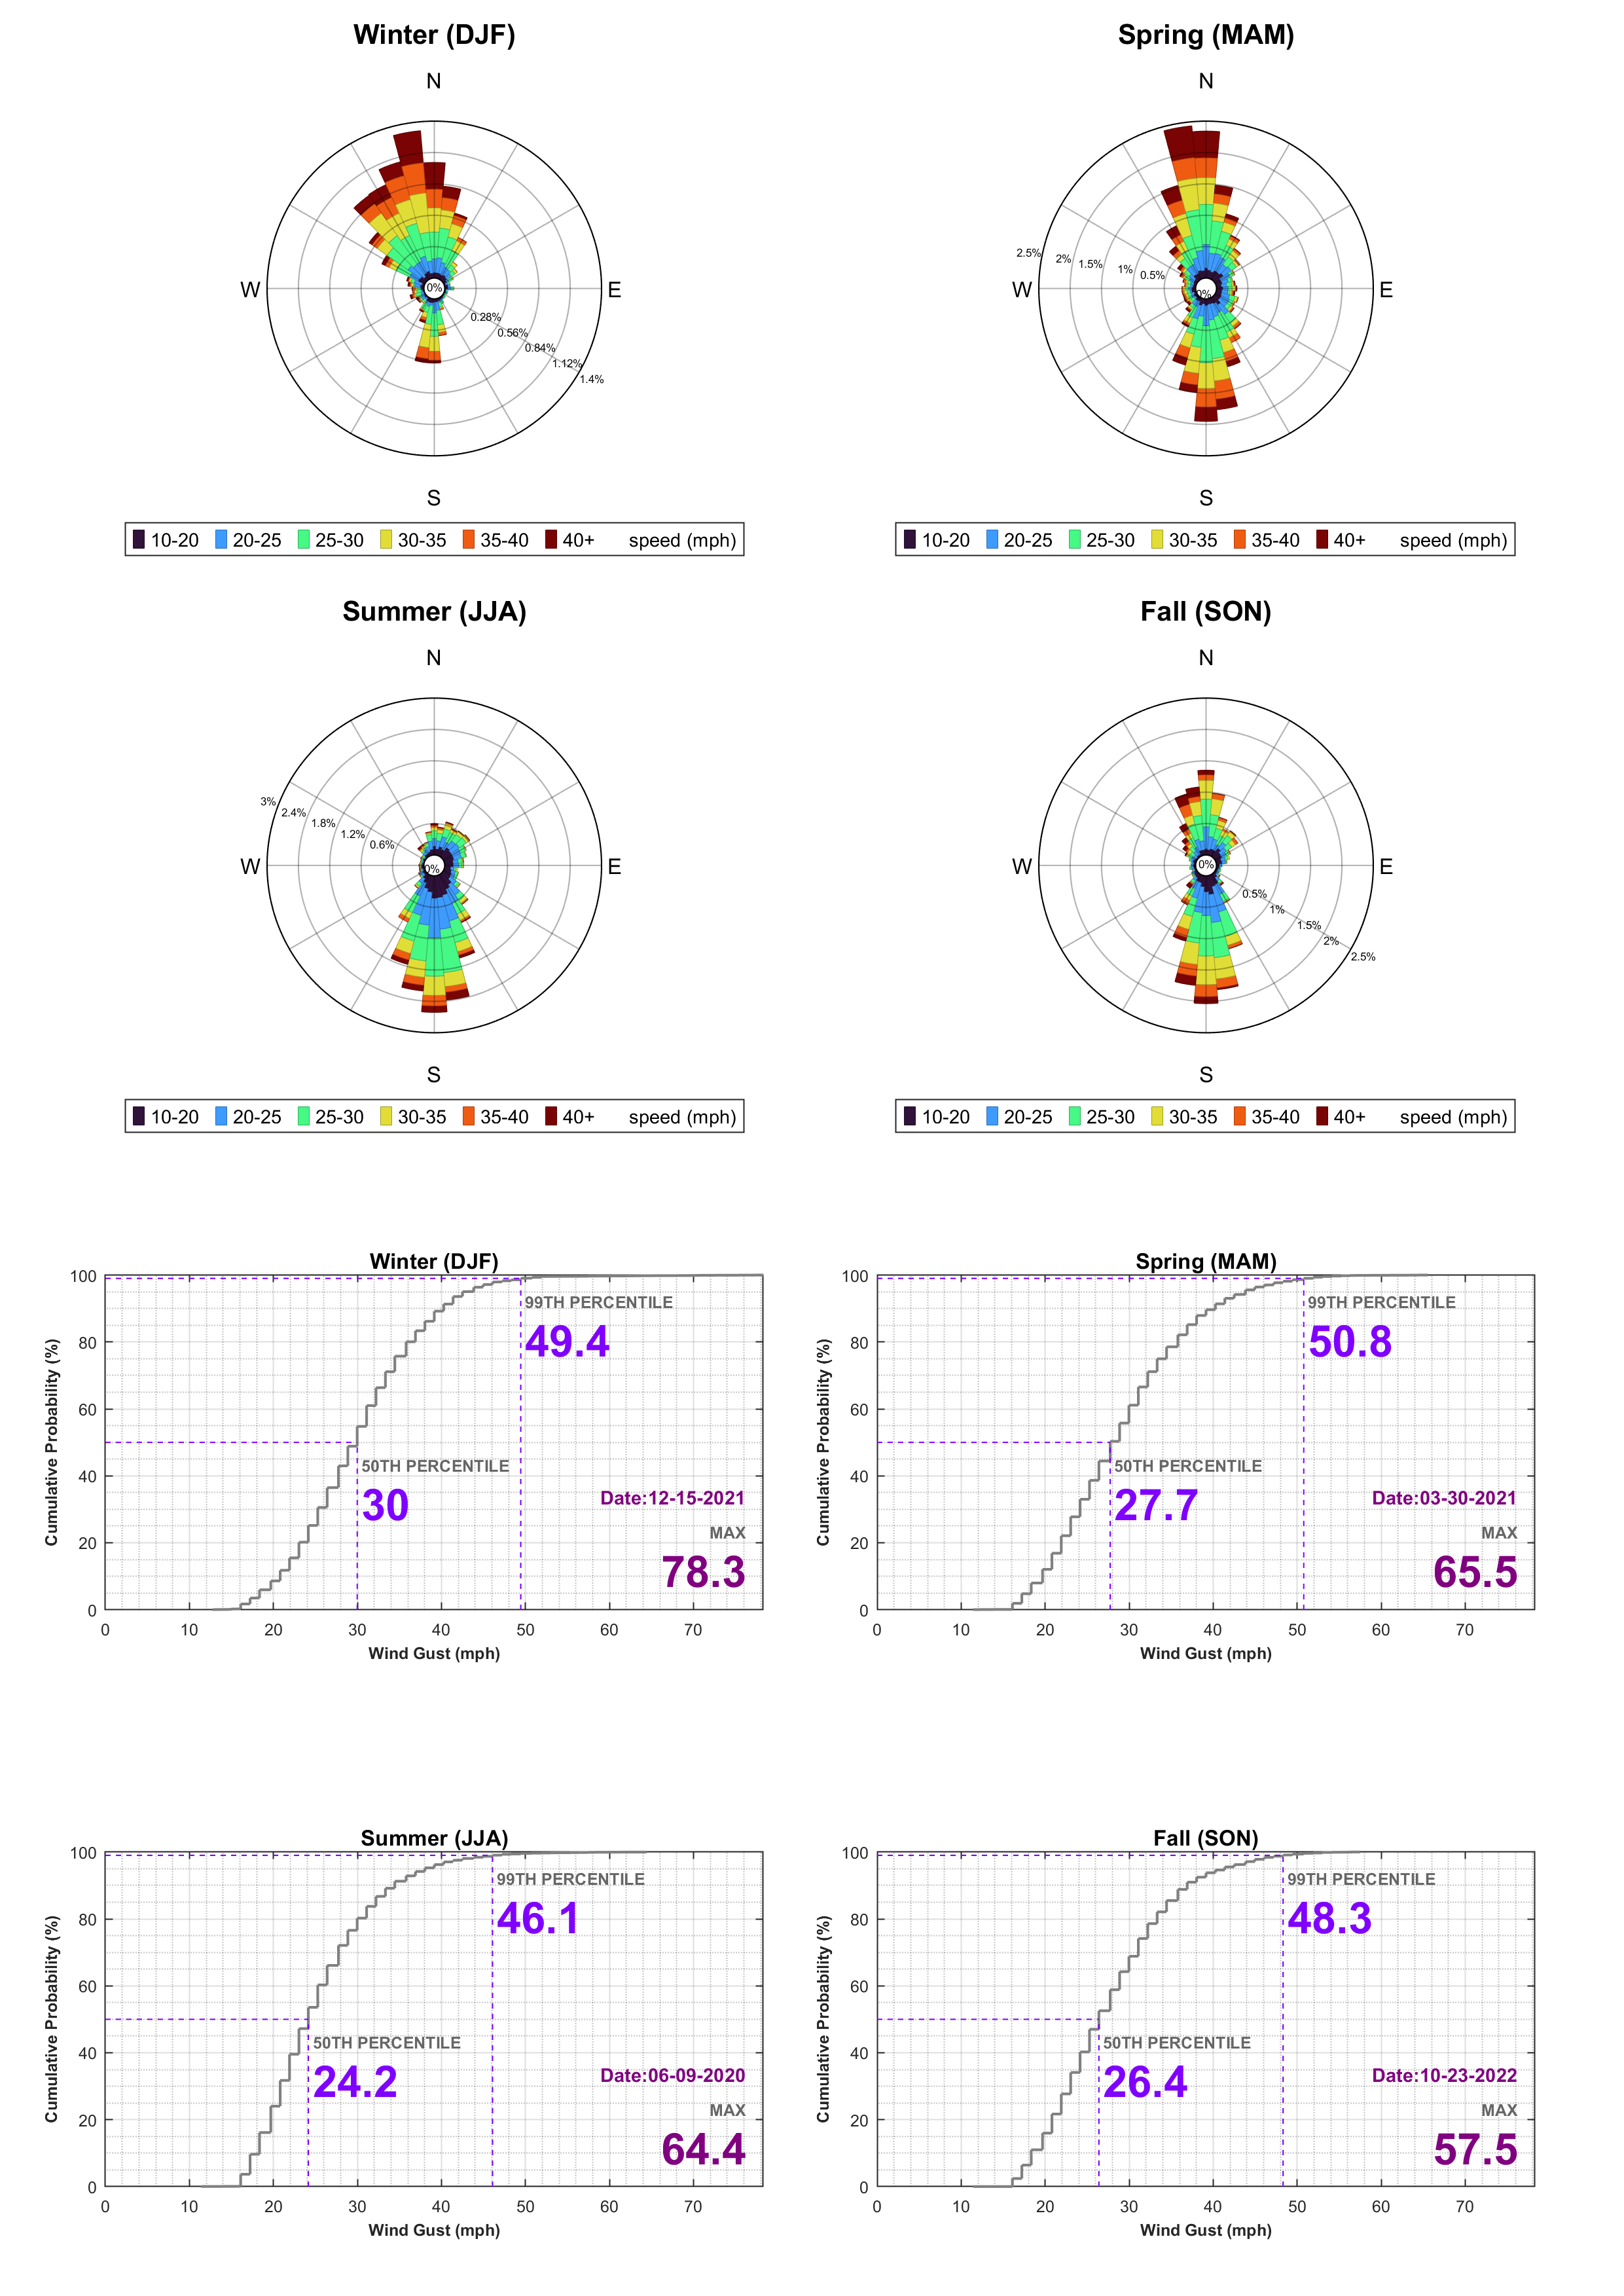 Winter (DJF)
N
W
E
0%
0.28%
0.56%
0.84%
1.12%
1.4%
S
10-20 20-25 25-30 30-35 35-40 40+ speed (mph)
Spring (MAM)
N
2.5%
2%
1.5%
1%
0.5%
0%
W
E
S
10-20 20-25 25-30 30-35 35-40 40+ speed (mph)
Summer (JJA)
N
3%
2.4%
1.8%
1.2%
0.6%
0%
W
E
S
10-20 20-25 25-30 30-35 35-40 40+ speed (mph)
Fall (SON)
N
W
E
0%
0.5%
1%
1.5%
2%
2.5%
S
10-20 20-25 25-30 30-35 35-40 40+ speed (mph)
Winter (DJF)
Cumulative Probability (%)
100
80
60
40
20
0
99TH PERCENTILE
49.4
50TH PERCENTILE
30
Date:12-15-2021
MAX
78.3
0 10 20 30 40 50 60 70
Wind Gust (mph)
Spring (MAM)
Cumulative Probability (%)
100
80
60
40
20
0
99TH PERCENTILE
50.8
50TH PERCENTILE
27.7
Date:03-30-2021
MAX
65.5
0 10 20 30 40 50 60 70
Wind Gust (mph)
Summer (JJA)
Cumulative Probability (%)
100
80
60
40
20
0
99TH PERCENTILE
46.1
50TH PERCENTILE
24.2
Date:06-09-2020
MAX
64.4
0 10 20 30 40 50 60 70
Wind Gust (mph)
Fall (SON)
Cumulative Probability (%)
100
80
60
40
20
0
99TH PERCENTILE
48.3
50TH PERCENTILE
26.4
Date:10-23-2022
MAX
57.5
0 10 20 30 40 50 60 70
Wind Gust (mph)